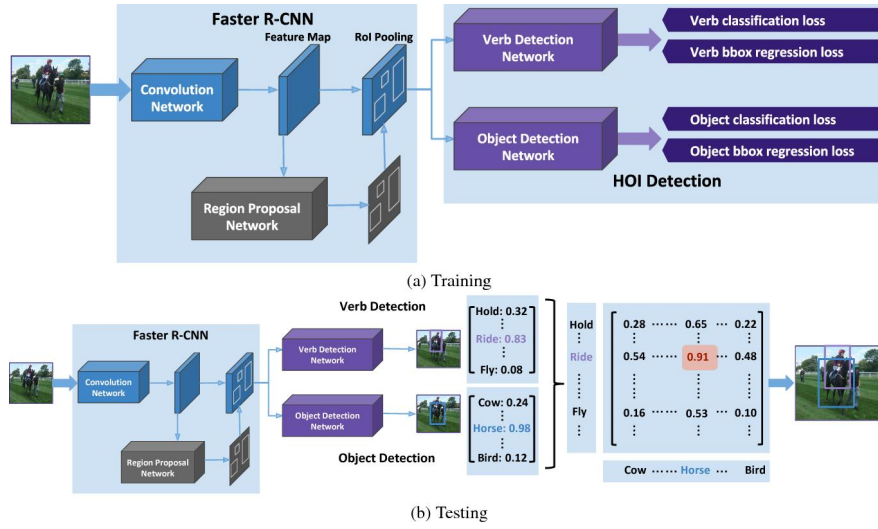 Faster R-CNN
Feature Map
RoI Pooling
Convolution
Network
Region Proposal
Network
Verb Detection
Network
Object Detection
Network
Verb classification loss
Verb bbox regression loss
Object classification loss
Object bbox regression loss
HOI Detection
(a) Training
Faster R-CNN
Convolution
Network
Region Proposal
Network
Verb Detection
Verb Detection
Network
Object Detection
Network
Object Detection
Hold: 0.32
⋮
Ride: 0.83
⋮
Fly: 0.08
Cow: 0.24
⋮
Horse: 0.98
⋮
Bird: 0.12
Hold
⋮
Ride
⋮
⋮
Fly
⋮
0.28 ⋯⋯ 0.65 ⋯ 0.22
⋮ ⋮ ⋮
0.54 ⋯⋯ 0.91 ⋯ 0.48
⋮ ⋮ ⋮
⋮ ⋮ ⋮
0.16 ⋯⋯ 0.53 ⋯ 0.10
⋮ ⋮ ⋮
Cow ⋯⋯ Horse ⋯ Bird
(b) Testing